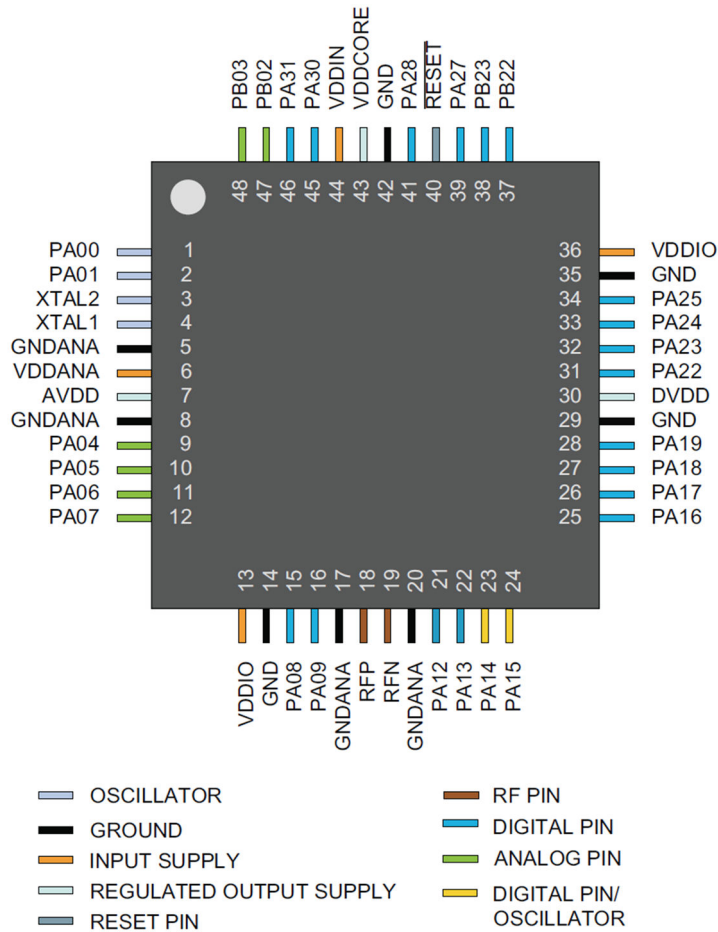 PB03
PB02
PA31
PA30
VDDIN
VDDCORE
GND
PA28
RESET
PA27
PB23
PB22
48
47
46
45
44
43
42
41
40
39
38
37
PA00 1
PA01 2
XTAL2 3
XTAL1 4
GNDANA 5
VDDANA 6
AVDD 7
GNDANA 8
PA04 9
PA05 10
PA06 11
PA07 12
36 VDDIO
35 GND
34 PA25
33 PA24
32 PA23
31 PA22
30 DVDD
29 GND
28 PA19
27 PA18
26 PA17
25 PA16
13
14
15
16
17
18
19
20
21
22
23
24
VDDIO
GND
PA08
PA09
GNDANA
RFP
RFN
GNDANA
PA12
PA13
PA14
PA15
OSCILLATOR
GROUND
INPUT SUPPLY
REGULATED OUTPUT SUPPLY
RESET PIN
RF PIN
DIGITAL PIN
ANALOG PIN
DIGITAL PIN/
OSCILLATOR